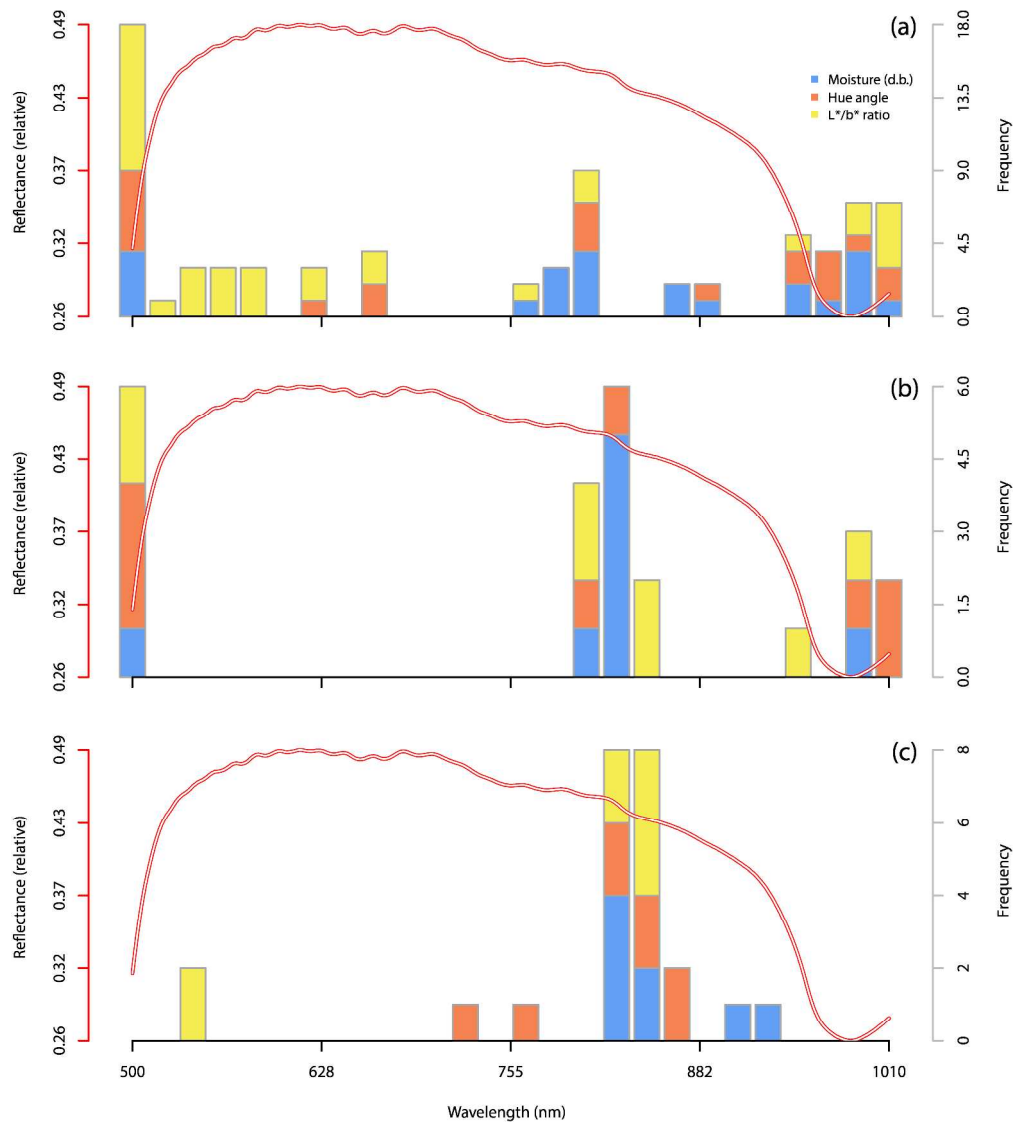 (a)
Reflectance (relative)
0.49
0.43
0.37
0.32
0.26
Moisture (d.b.)
Hue angle
L*/b* ratio
18.0
13.5
9.0
4.5
0.0
Frequency
(b)
Reflectance (relative)
0.49
0.43
0.37
0.32
0.26
6.0
4.5
3.0
1.5
0.0
Frequency
(c)
Reflectance (relative)
0.49
0.43
0.37
0.32
0.26
8
6
4
2
0
Frequency
500 628 755 882 1010
Wavelength (nm)